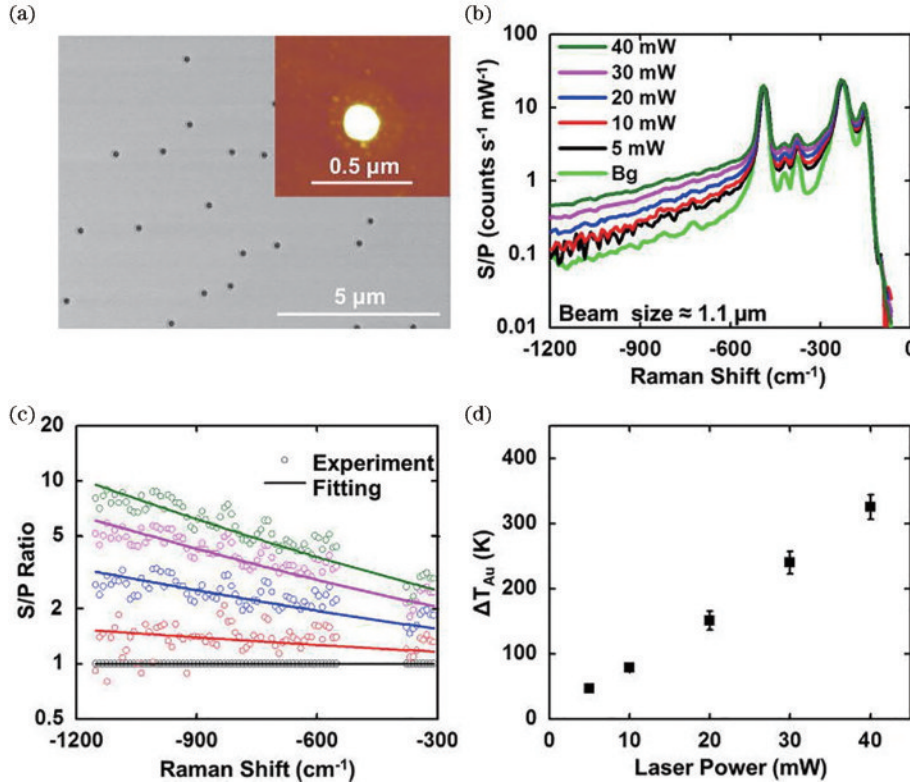 (a)
0.5 μm
5 μm
(b)
S/P (counts s⁻¹ mW⁻¹)
100
10
1
0.1
0.01
40 mW
30 mW
20 mW
10 mW
5 mW
Bg
Beam size ≈ 1.1 μm
-1200 -900 -600 -300 0
Raman Shift (cm⁻¹)
(c)
S/P Ratio
20
10
5
2
1
0.5
Experiment
Fitting
-1200 -900 -600 -300
Raman Shift (cm⁻¹)
(d)
ΔT_Au (K)
400
300
200
100
0
0 10 20 30 40
Laser Power (mW)